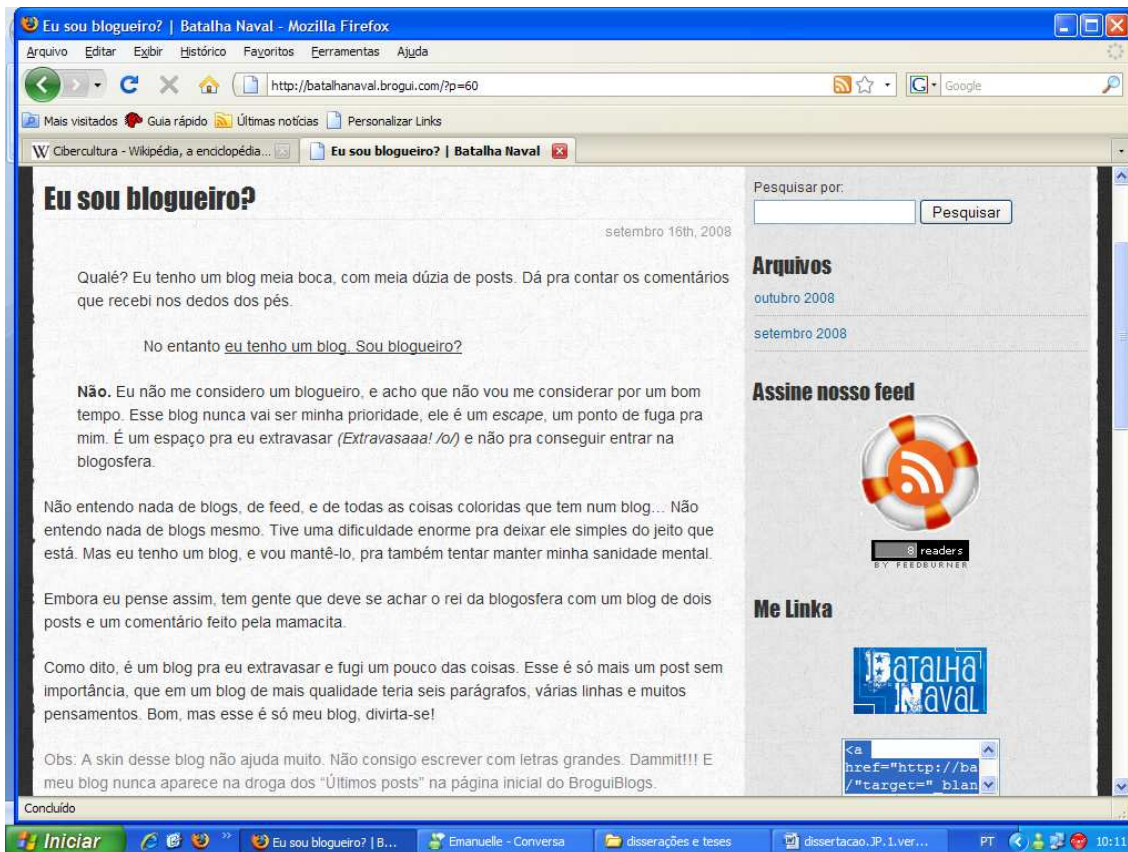 Eu sou blogueiro? | Batalha Naval - Mozilla Firefox
Arquivo Editar Exibir Histórico Favoritos Ferramentas Ajuda
http://batalhanaval.brogui.com/?p=60
G Google
Mais visitados Guia rápido Últimas notícias Personalizar Links
W Cibercultura - Wikipédia, a enciclopédia...
Eu sou blogueiro? | Batalha Naval
Eu sou blogueiro?
setembro 16th, 2008
Qualé? Eu tenho um blog meia boca, com meia dúzia de posts. Dá pra contar os comentários
que recebi nos dedos dos pés.
No entanto eu tenho um blog. Sou blogueiro?
Não. Eu não me considero um blogueiro, e acho que não vou me considerar por um bom
tempo. Esse blog nunca vai ser minha prioridade, ele é um escape, um ponto de fuga pra
mim. É um espaço pra eu extravasar (Extravasaaa! /o/) e não pra conseguir entrar na
blogosfera.
Não entendo nada de blogs, de feed, e de todas as coisas coloridas que tem num blog... Não
entendo nada de blogs mesmo. Tive uma dificuldade enorme pra deixar ele simples do jeito que
está. Mas eu tenho um blog, e vou mantê-lo, pra também tentar manter minha sanidade mental.
Embora eu pense assim, tem gente que deve se achar o rei da blogosfera com um blog de dois
posts e um comentário feito pela mamacita.
Como dito, é um blog pra eu extravasar e fugi um pouco das coisas. Esse é só mais um post sem
importância, que em um blog de mais qualidade teria seis parágrafos, várias linhas e muitos
pensamentos. Bom, mas esse é só meu blog, divirta-se!
Obs: A skin desse blog não ajuda muito. Não consigo escrever com letras grandes. Dammit!!! E
meu blog nunca aparece na droga dos “Últimos posts” na página inicial do BroguiBlogs.
Pesquisar por:
Pesquisar
Arquivos
outubro 2008
setembro 2008
Assine nosso feed
8 readers
BY FEEDBURNER
Me Linka
Batalha
Naval
<a
href="http://ba
/"target="_blan
Concluído
Iniciar
Eu sou blogueiro? | B...
Emanuelle - Conversa
disserações e teses
dissertacao.JP.1.ver...
PT
10:11